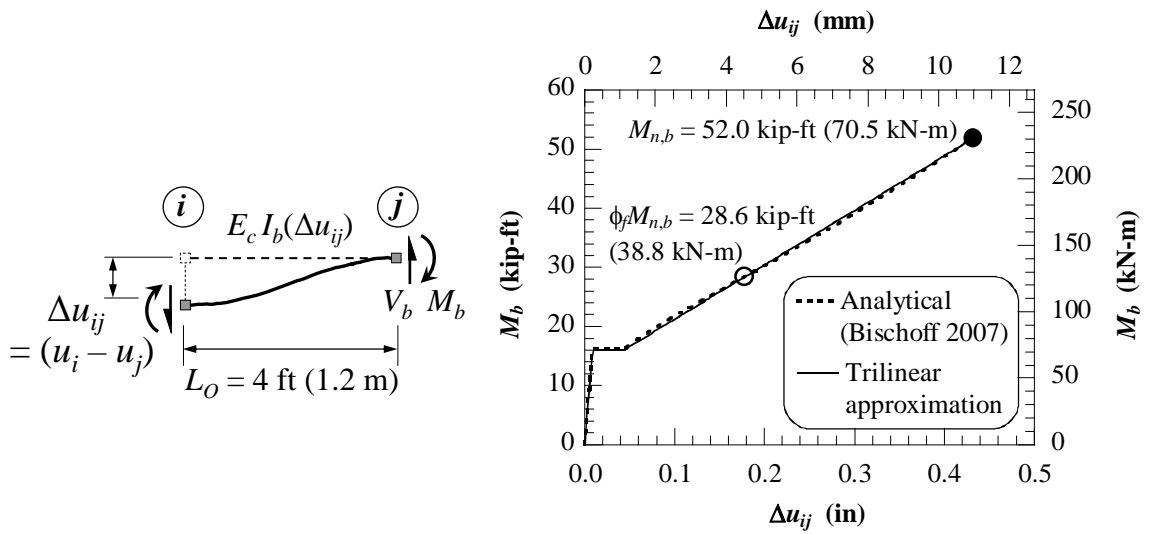 i
j
E_c I_b(Δu_ij)
Δu_ij
= (u_i − u_j)
V_b M_b
L_O = 4 ft (1.2 m)
Δu_ij (mm)
0 2 4 6 8 10 12
M_b (kip-ft)
60
50
40
30
20
10
0
M_n,b = 52.0 kip-ft (70.5 kN-m)
ϕ_f M_n,b = 28.6 kip-ft
(38.8 kN-m)
Analytical
(Bischoff 2007)
Trilinear
approximation
250
200
150
100
50
0
M_b (kN-m)
0.0 0.1 0.2 0.3 0.4 0.5
Δu_ij (in)